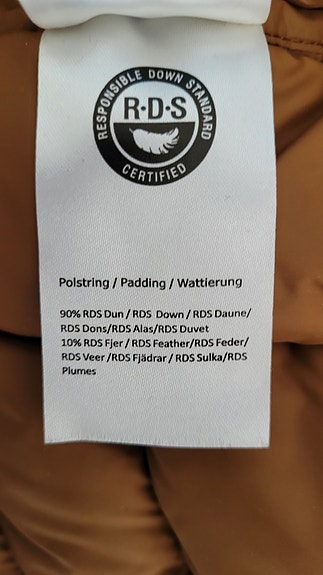 RESPONSIBLE DOWN STANDARD
R·D·S
CERTIFIED
Polstring / Padding / Wattierung
90% RDS Dun / RDS Down / RDS Daune/
RDS Dons/RDS Alas/RDS Duvet
10% RDS Fjer / RDS Feather/RDS Feder/
RDS Veer /RDS Fjädrar / RDS Sulka/RDS
Plumes